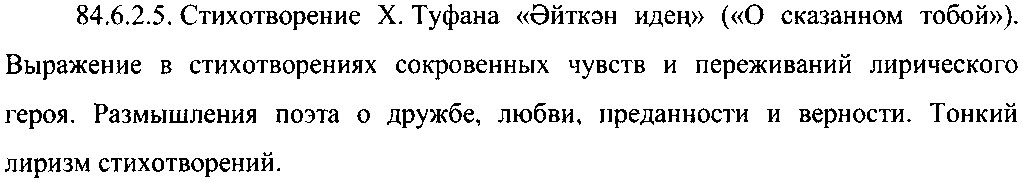 84.6.2.5. Стихотворение Х. Туфана «Әйткән идең» («О сказанном тобой»).
Выражение в стихотворениях сокровенных чувств и переживаний лирического
героя. Размышления поэта о дружбе, любви, преданности и верности. Тонкий
лиризм стихотворений.